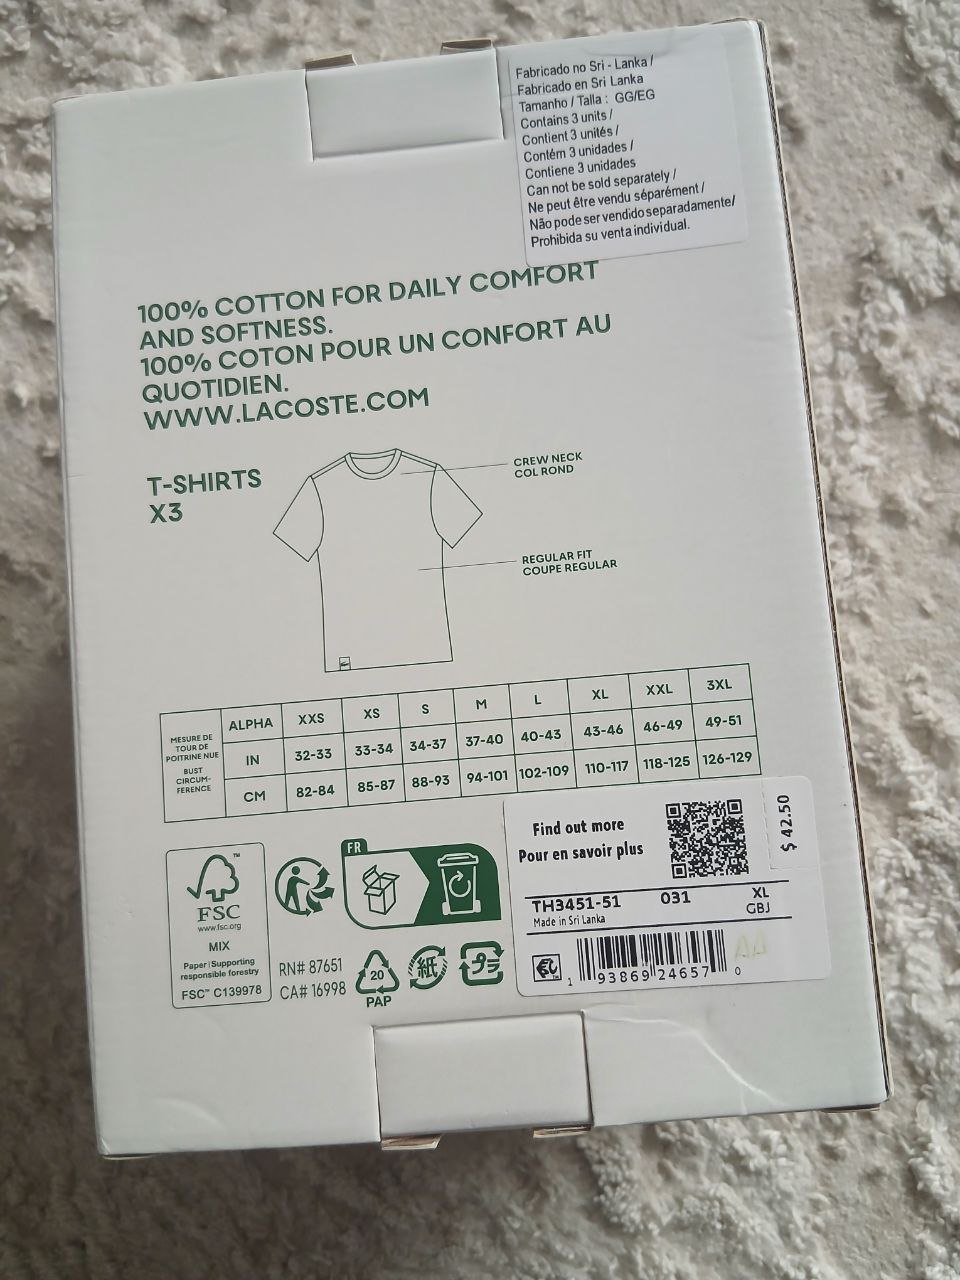 Fabricado no Sri - Lanka /
Fabricado en Sri Lanka
Tamanho / Talla : GG/EG
Contains 3 units /
Contient 3 unités /
Contém 3 unidades /
Contiene 3 unidades
Can not be sold separately /
Ne peut être vendu séparément /
Não pode ser vendido separadamente/
Prohibida su venta individual.
100% COTTON FOR DAILY COMFORT
AND SOFTNESS.
100% COTON POUR UN CONFORT AU
QUOTIDIEN.
WWW.LACOSTE.COM
T-SHIRTS
X3
CREW NECK
COL ROND
REGULAR FIT
COUPE REGULAR
MESURE DE
TOUR DE
POITRINE NUE
BUST
CIRCUM-
FERENCE
ALPHA XXS XS S M L XL XXL 3XL
IN 32-33 33-34 34-37 37-40 40-43 43-46 46-49 49-51
CM 82-84 85-87 88-93 94-101 102-109 110-117 118-125 126-129
FSC
www.fsc.org
MIX
Paper | Supporting
responsible forestry
FSC™ C139978
FR
RN# 87651
CA# 16998
20
PAP
紙
プラ
Find out more
Pour en savoir plus
$ 42.50
TH3451-51 031 XL
Made in Sri Lanka GBJ
1 93869 24657 0